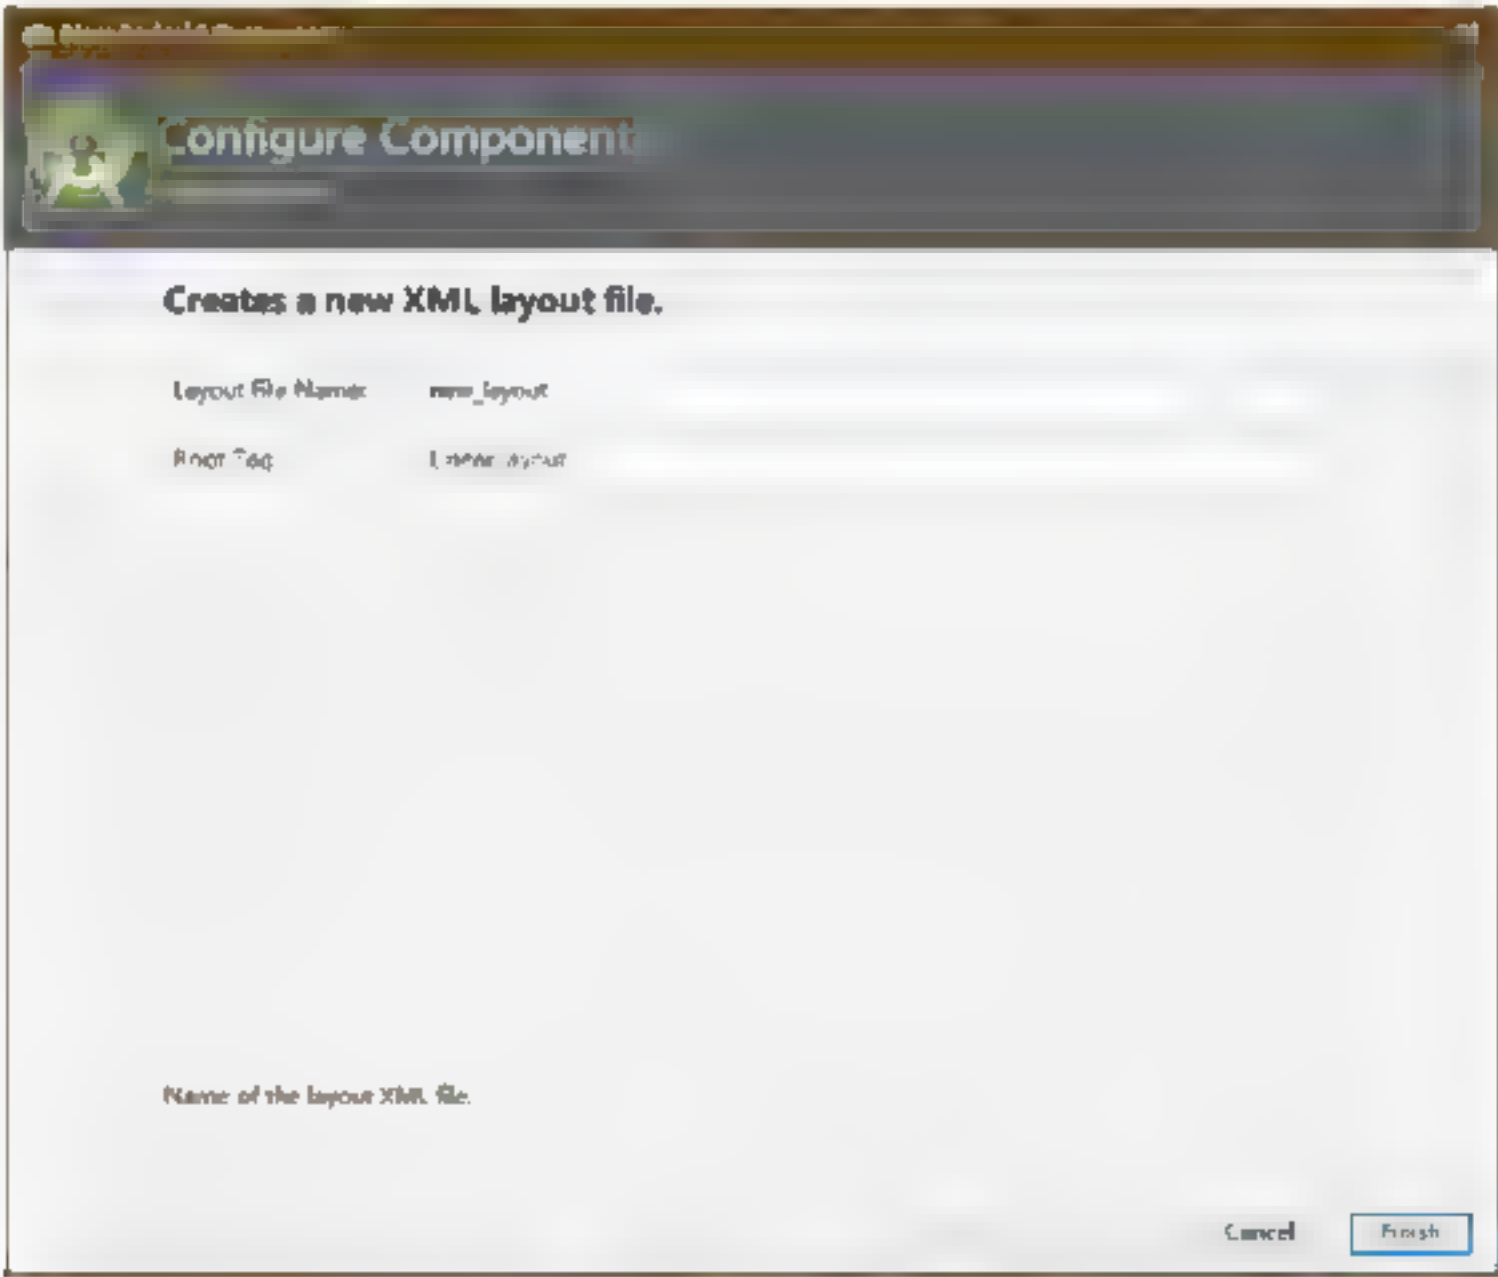 Configure Component
Creates a new XML layout file.
Layout File Name: new_layout
Root Tag
Name of the layout XML file.
Cancel Finish